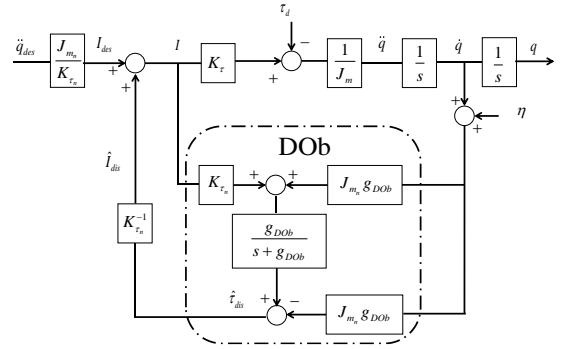 τ_d
q̈_des
J_{m_n}
K_{τ_n}
I_des
+
+
I
K_τ
+
−
1
J_m
q̈
1
s
q̇
1
s
q
+
+
η
DOb
Î_dis
K_{τ_n}
+
+
J_{m_n} g_DOb
K_{τ_n}^{-1}
g_DOb
s + g_DOb
τ̂_dis
+
−
J_{m_n} g_DOb